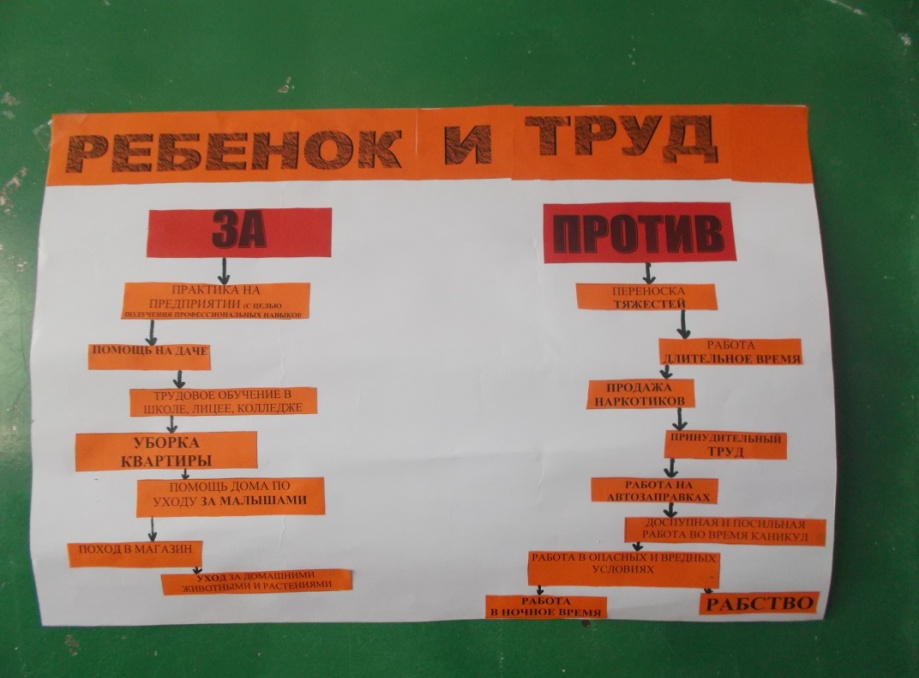 РЕБЕНОК И ТРУД
ЗА
ПРАКТИКА НА
ПРЕДПРИЯТИИ (С ЦЕЛЬЮ
ПОЛУЧЕНИЯ ПРОФЕССИОНАЛЬНЫХ НАВЫКОВ)
ПОМОЩЬ НА ДАЧЕ
ТРУДОВОЕ ОБУЧЕНИЕ В
ШКОЛЕ, ЛИЦЕЕ, КОЛЛЕДЖЕ
УБОРКА
КВАРТИРЫ
ПОМОЩЬ ДОМА ПО
УХОДУ ЗА МАЛЫШАМИ
ПОХОД В МАГАЗИН
УХОД ЗА ДОМАШНИМИ
ЖИВОТНЫМИ И РАСТЕНИЯМИ
ПРОТИВ
ПЕРЕНОСКА
ТЯЖЕСТЕЙ
РАБОТА
ДЛИТЕЛЬНОЕ ВРЕМЯ
ПРОДАЖА
НАРКОТИКОВ
ПРИНУДИТЕЛЬНЫЙ
ТРУД
РАБОТА НА
АВТОЗАПРАВКАХ
ДОСТУПНАЯ И ПОСИЛЬНАЯ
РАБОТА ВО ВРЕМЯ КАНИКУЛ
РАБОТА В ОПАСНЫХ И ВРЕДНЫХ
УСЛОВИЯХ
РАБОТА
В НОЧНОЕ ВРЕМЯ
РАБСТВО